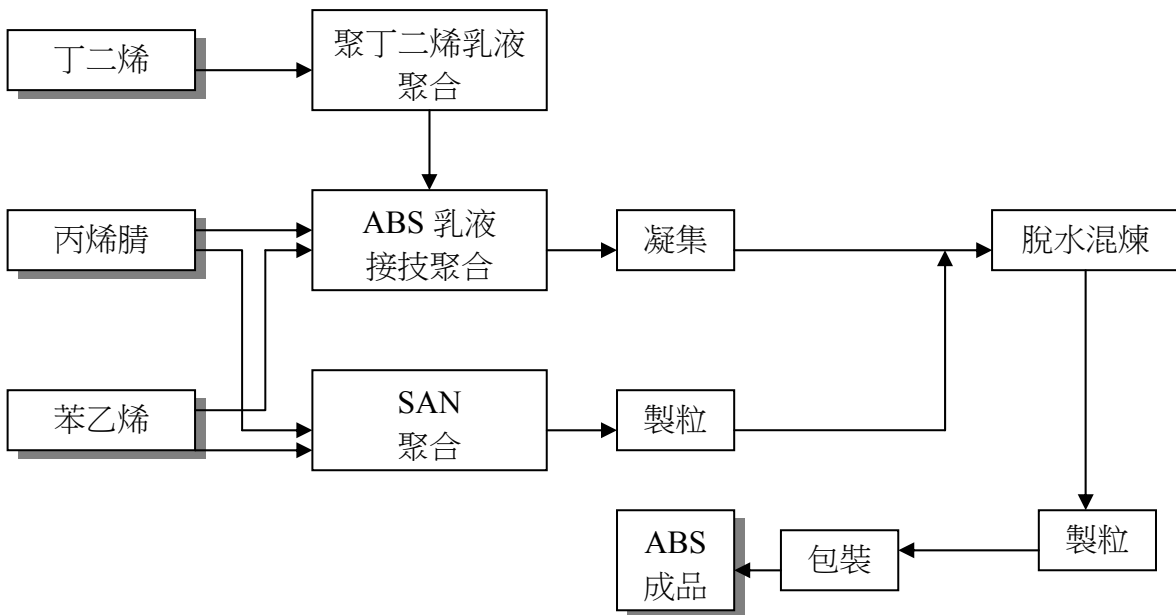 丁二烯
聚丁二烯乳液
聚合
丙烯腈
ABS 乳液
接技聚合
凝集
脫水混煉
苯乙烯
SAN
聚合
製粒
ABS
成品
包裝
製粒